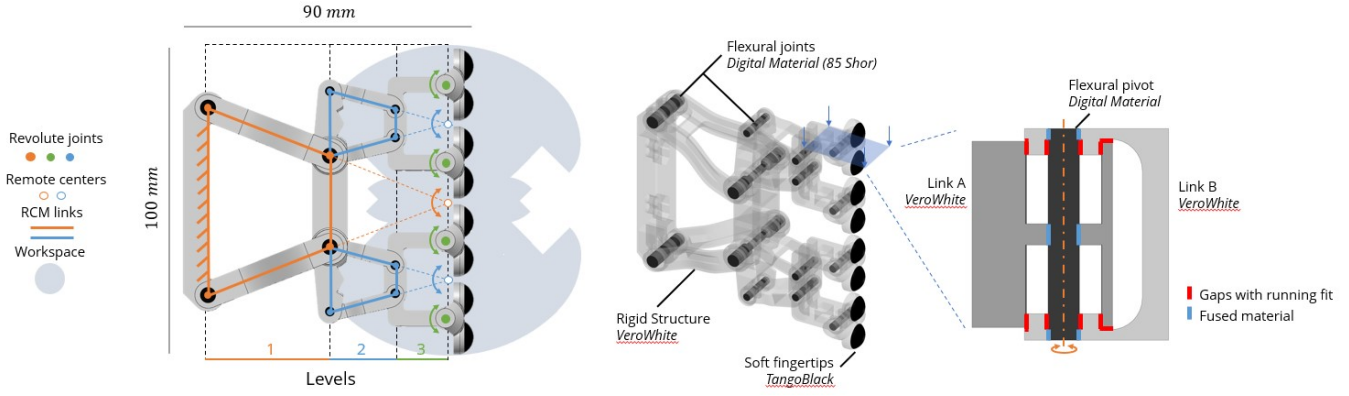 90 mm
100 mm
Revolute joints
Remote centers
RCM links
Workspace
1
2
3
Levels
Flexural joints
Digital Material (85 Shor)
Rigid Structure
VeroWhite
Soft fingertips
TangoBlack
Flexural pivot
Digital Material
Link A
VeroWhite
Link B
VeroWhite
Gaps with running fit
Fused material